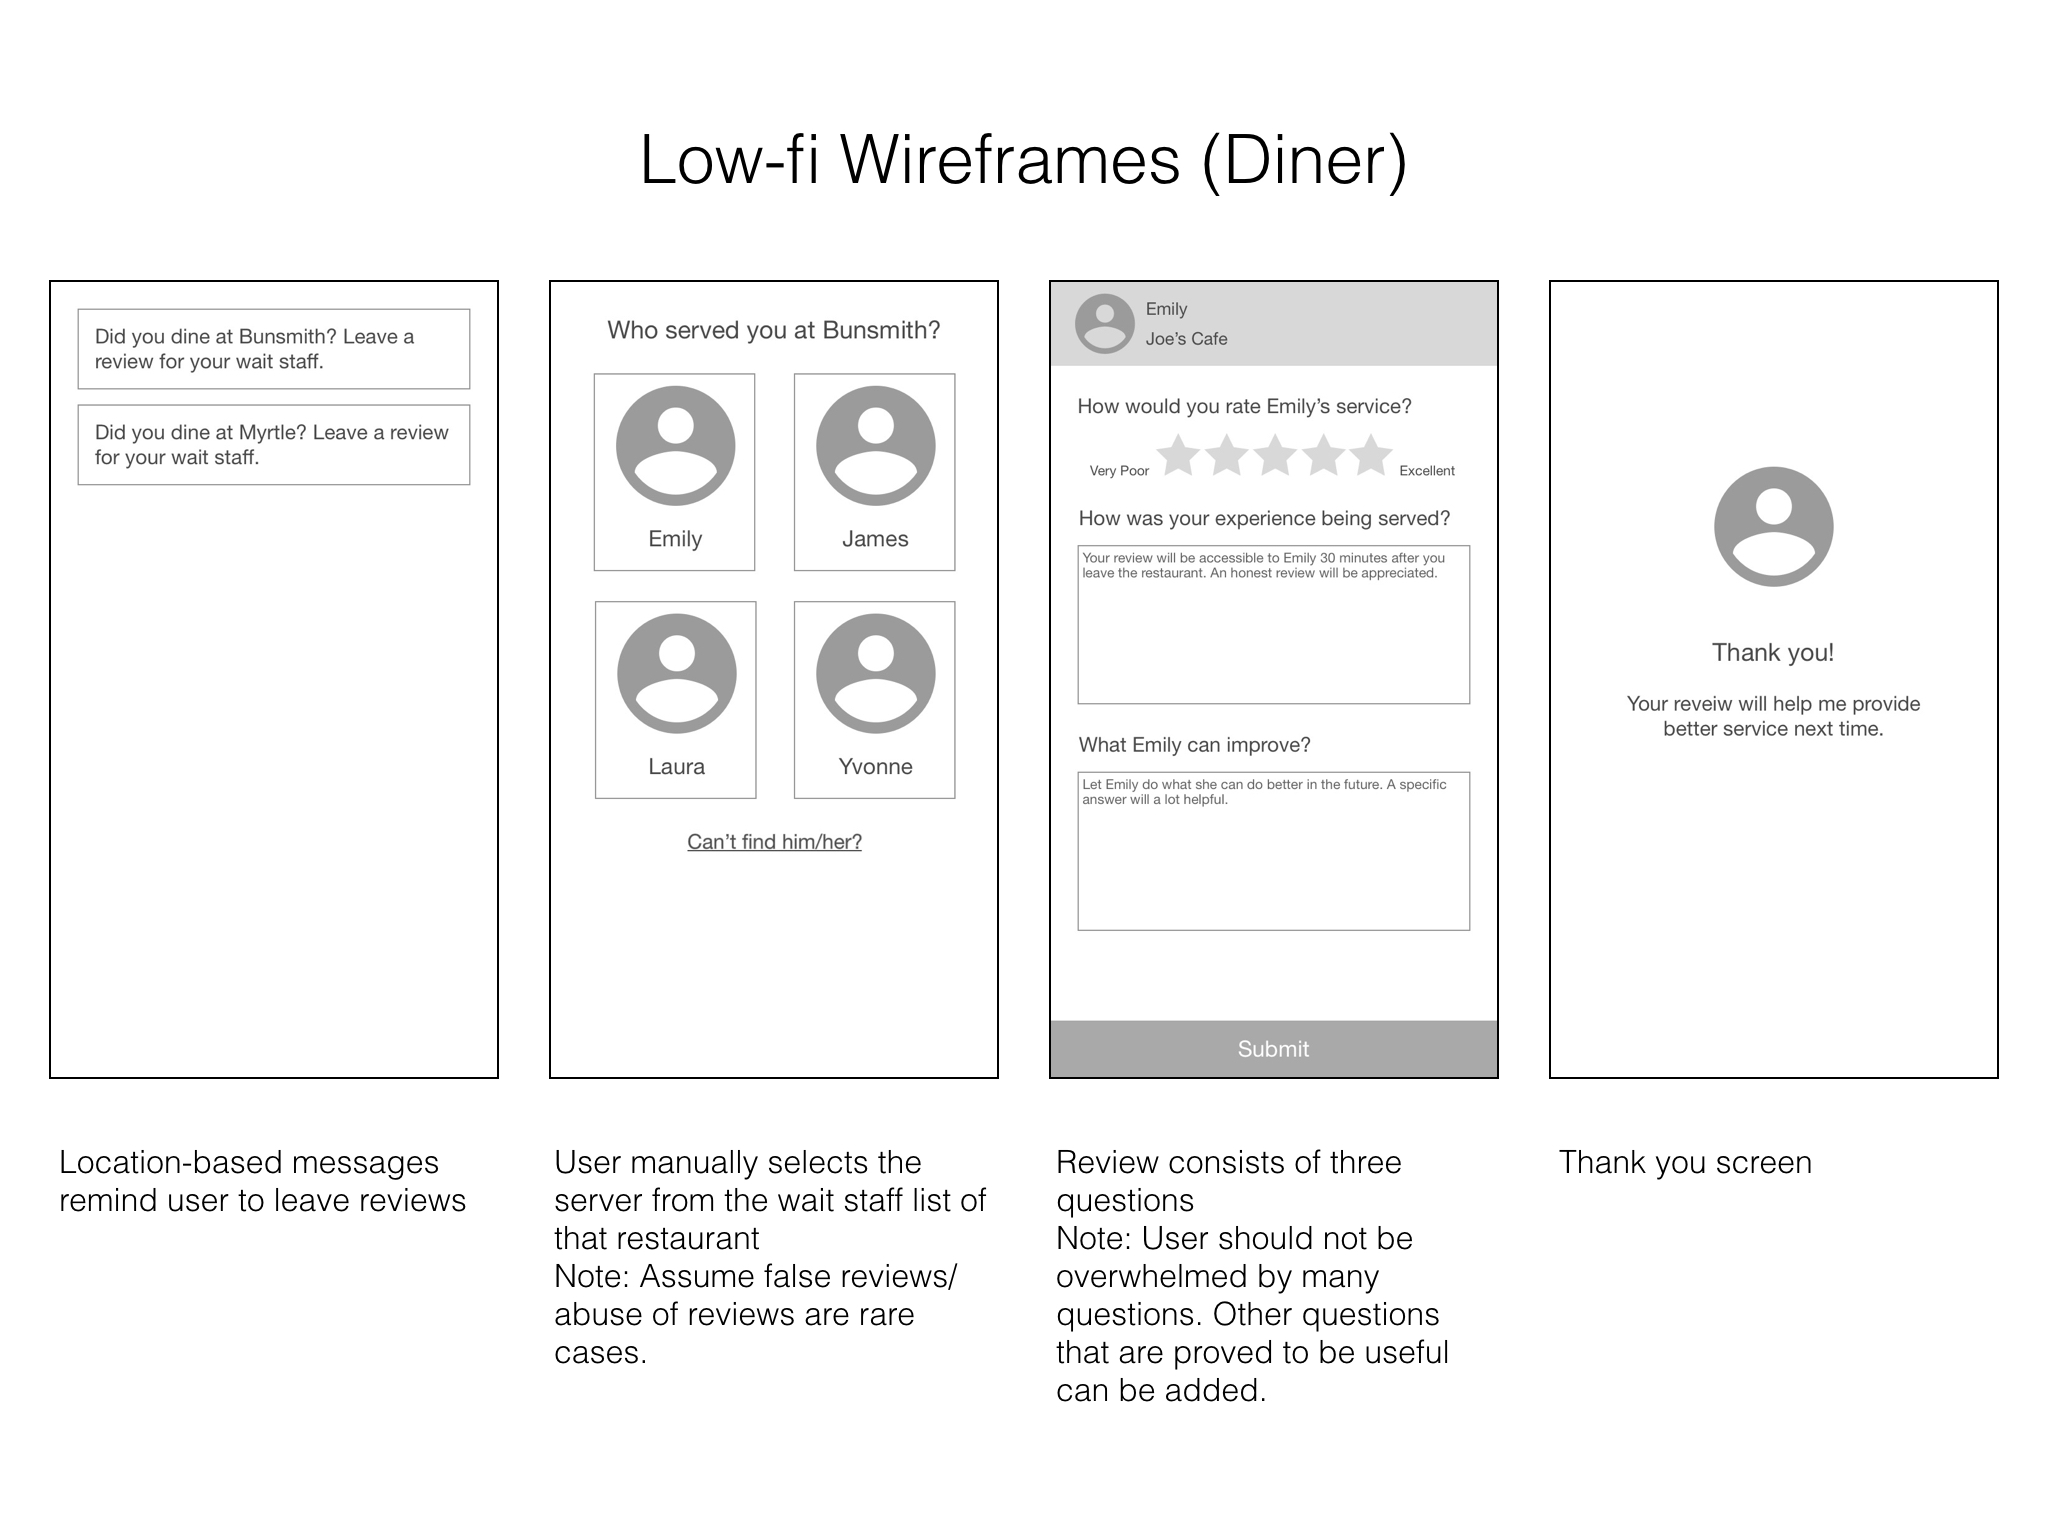 Low-fi Wireframes (Diner)
Did you dine at Bunsmith? Leave a
review for your wait staff.
Did you dine at Myrtle? Leave a review
for your wait staff.
Location-based messages
remind user to leave reviews
Who served you at Bunsmith?
Emily
James
Laura
Yvonne
Can’t find him/her?
User manually selects the
server from the wait staff list of
that restaurant
Note: Assume false reviews/
abuse of reviews are rare
cases.
Emily
Joe’s Cafe
How would you rate Emily’s service?
Very Poor
Excellent
How was your experience being served?
Your review will be accessible to Emily 30 minutes after you
leave the restaurant. An honest review will be appreciated.
What Emily can improve?
Let Emily do what she can do better in the future. A specific
answer will a lot helpful.
Submit
Review consists of three
questions
Note: User should not be
overwhelmed by many
questions. Other questions
that are proved to be useful
can be added.
Thank you!
Your reveiw will help me provide
better service next time.
Thank you screen